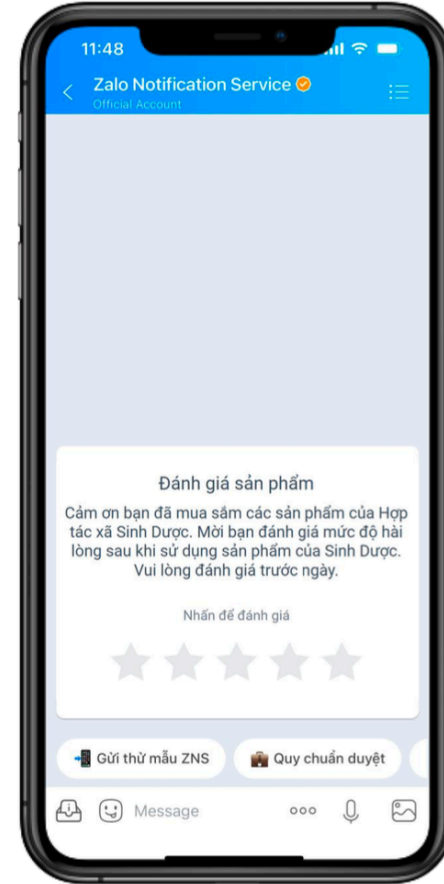 11:48
Zalo Notification Service
Official Account
Đánh giá sản phẩm
Cảm ơn bạn đã mua sắm các sản phẩm của Hợp
tác xã Sinh Dược. Mời bạn đánh giá mức độ hài
lòng sau khi sử dụng sản phẩm của Sinh Dược.
Vui lòng đánh giá trước ngày.
Nhấn để đánh giá
Gửi thử mẫu ZNS
Quy chuẩn duyệt
Message